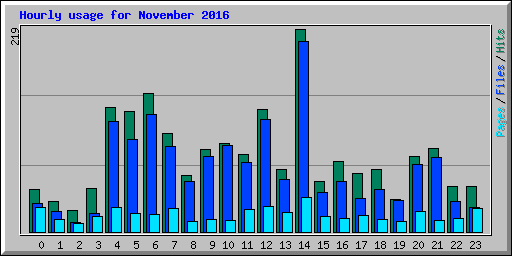 Hourly usage for November 2016
219
Pages / Files / Hits
0 1 2 3 4 5 6 7 8 9 10 11 12 13 14 15 16 17 18 19 20 21 22 23